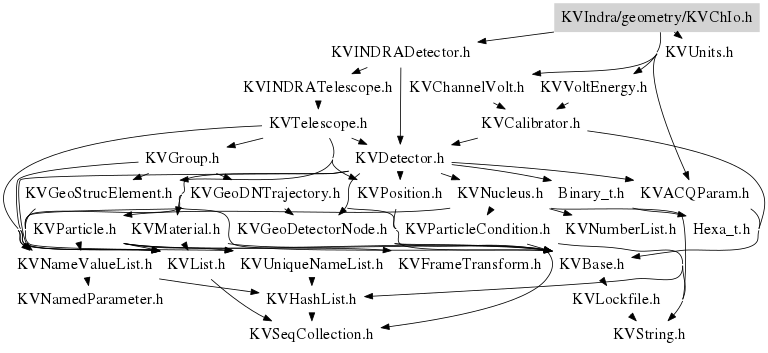 KVIndra/geometry/KVChIo.h
KVINDRADetector.h KVUnits.h
KVINDRATelescope.h KVChannelVolt.h KVVoltEnergy.h
KVTelescope.h KVCalibrator.h
KVGroup.h KVDetector.h
KVGeoStrucElement.h KVGeoDNTrajectory.h KVPosition.h KVNucleus.h Binary_t.h KVACQParam.h
KVParticle.h KVMaterial.h KVGeoDetectorNode.h KVParticleCondition.h KVNumberList.h Hexa_t.h
KVNameValueList.h KVList.h KVUniqueNameList.h KVFrameTransform.h KVBase.h
KVNamedParameter.h KVHashList.h KVLockfile.h
KVSeqCollection.h KVString.h